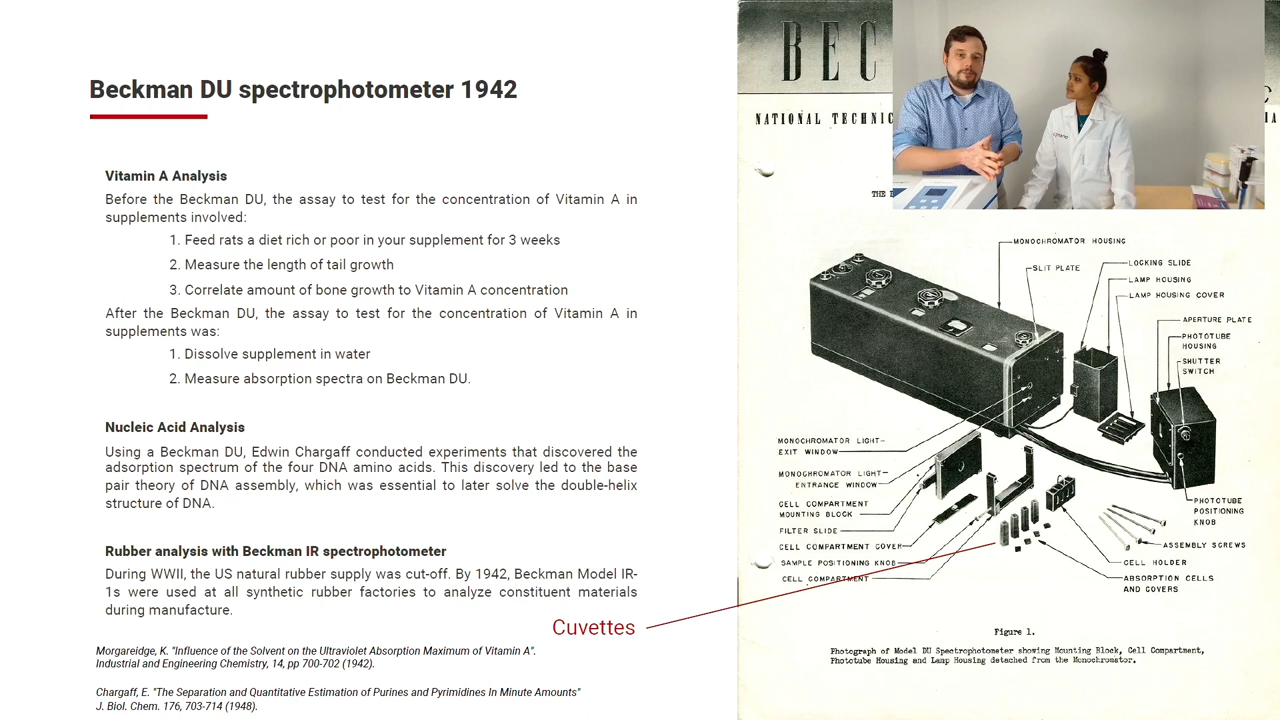 Beckman DU spectrophotometer 1942
Vitamin A Analysis
Before the Beckman DU, the assay to test for the concentration of Vitamin A in
supplements involved:
1. Feed rats a diet rich or poor in your supplement for 3 weeks
2. Measure the length of tail growth
3. Correlate amount of bone growth to Vitamin A concentration
After the Beckman DU, the assay to test for the concentration of Vitamin A in
supplements was:
1. Dissolve supplement in water
2. Measure absorption spectra on Beckman DU.
Nucleic Acid Analysis
Using a Beckman DU, Edwin Chargaff conducted experiments that discovered the
adsorption spectrum of the four DNA amino acids. This discovery led to the base
pair theory of DNA assembly, which was essential to later solve the double-helix
structure of DNA.
Rubber analysis with Beckman IR spectrophotometer
During WWII, the US natural rubber supply was cut-off. By 1942, Beckman Model IR-
1s were used at all synthetic rubber factories to analyze constituent materials
during manufacture.
Cuvettes
Morgareidge, K. "Influence of the Solvent on the Ultraviolet Absorption Maximum of Vitamin A".
Industrial and Engineering Chemistry, 14, pp 700-702 (1942).
Chargaff, E. "The Separation and Quantitative Estimation of Purines and Pyrimidines In Minute Amounts"
J. Biol. Chem. 176, 703-714 (1948).
BEC
NATIONAL TECHNIC
THE
MONOCHROMATOR HOUSING
SLIT PLATE
LOCKING SLIDE
LAMP HOUSING
LAMP HOUSING COVER
APERTURE PLATE
PHOTOTUBE
HOUSING
SHUTTER
SWITCH
MONOCHROMATOR LIGHT-
EXIT WINDOW
MONOCHROMATOR LIGHT-
ENTRANCE WINDOW
CELL COMPARTMENT
MOUNTING BLOCK
FILTER SLIDE
CELL COMPARTMENT COVER
SAMPLE POSITIONING KNOB
CELL COMPARTMENT
PHOTOTUBE
POSITIONING
KNOB
ASSEMBLY SCREWS
CELL HOLDER
ABSORPTION CELLS
AND COVERS
Figure 1.
Photograph of Model DU Spectrophotometer showing Mounting Block, Cell Compartment,
Phototube Housing and Lamp Housing detached from the Monochromator.